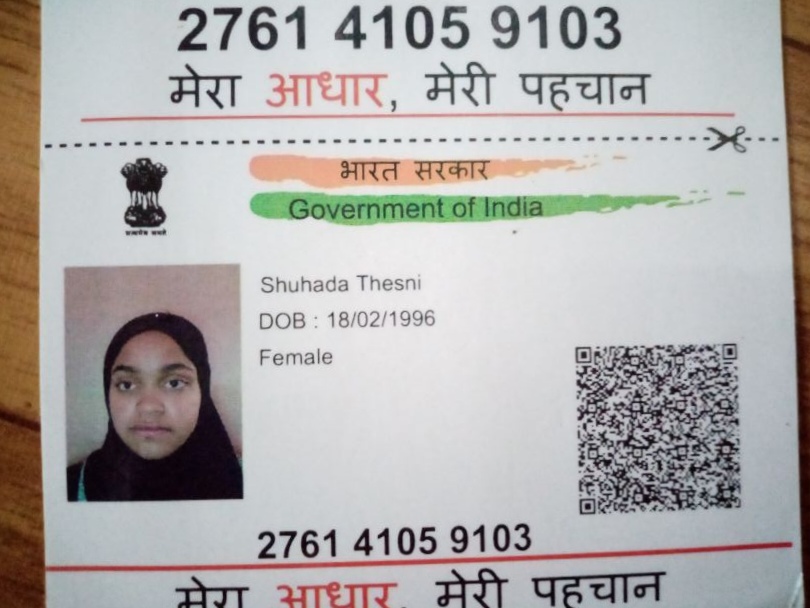 2761 4105 9103
मेरा आधार, मेरी पहचान
भारत सरकार
Government of India
सत्यमेव जयते
Shuhada Thesni
DOB : 18/02/1996
Female
2761 4105 9103
मेरा आधार, मेरी पहचान